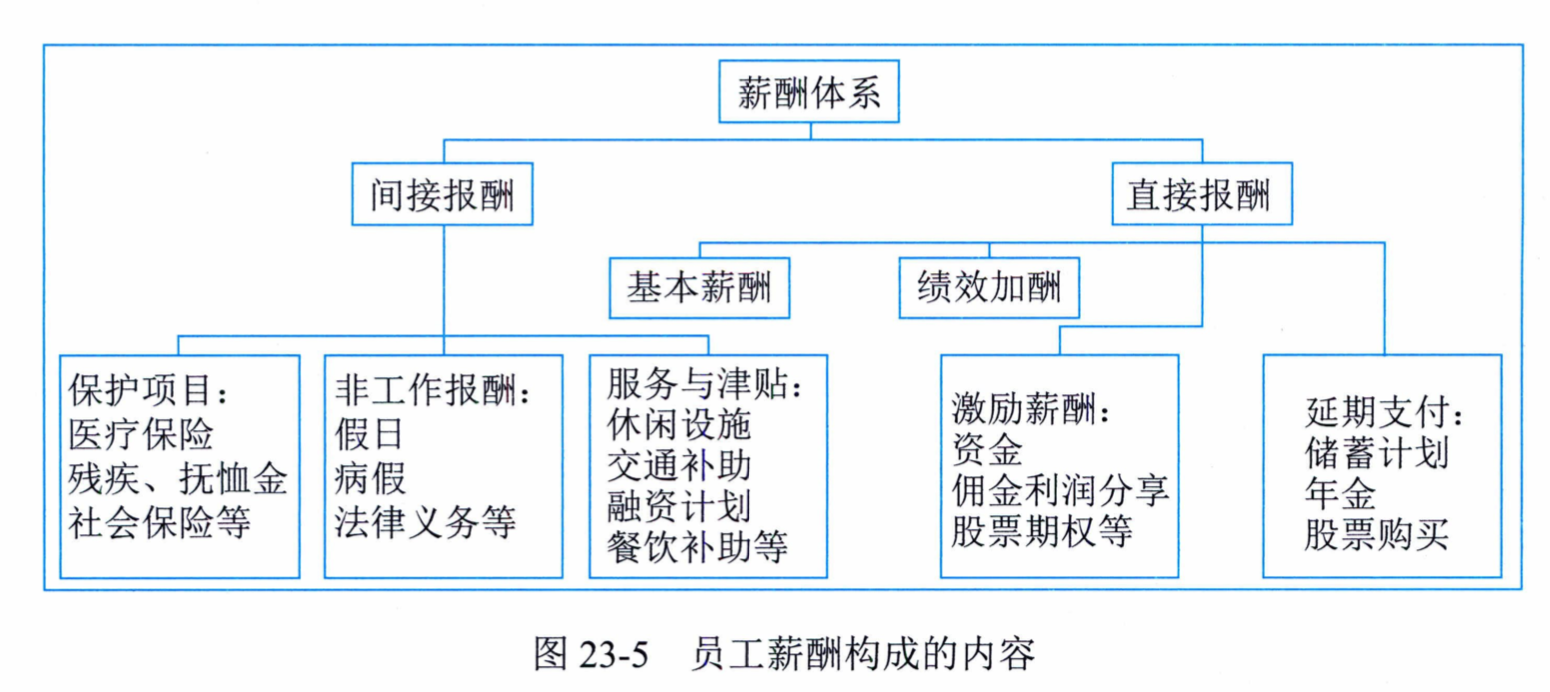 薪酬体系
间接报酬
直接报酬
基本薪酬
绩效加酬
保护项目：
医疗保险
残疾、抚恤金
社会保险等
非工作报酬：
假日
病假
法律义务等
服务与津贴：
休闲设施
交通补助
融资计划
餐饮补助等
激励薪酬：
资金
佣金利润分享
股票期权等
延期支付：
储蓄计划
年金
股票购买
图 23-5 员工薪酬构成的内容